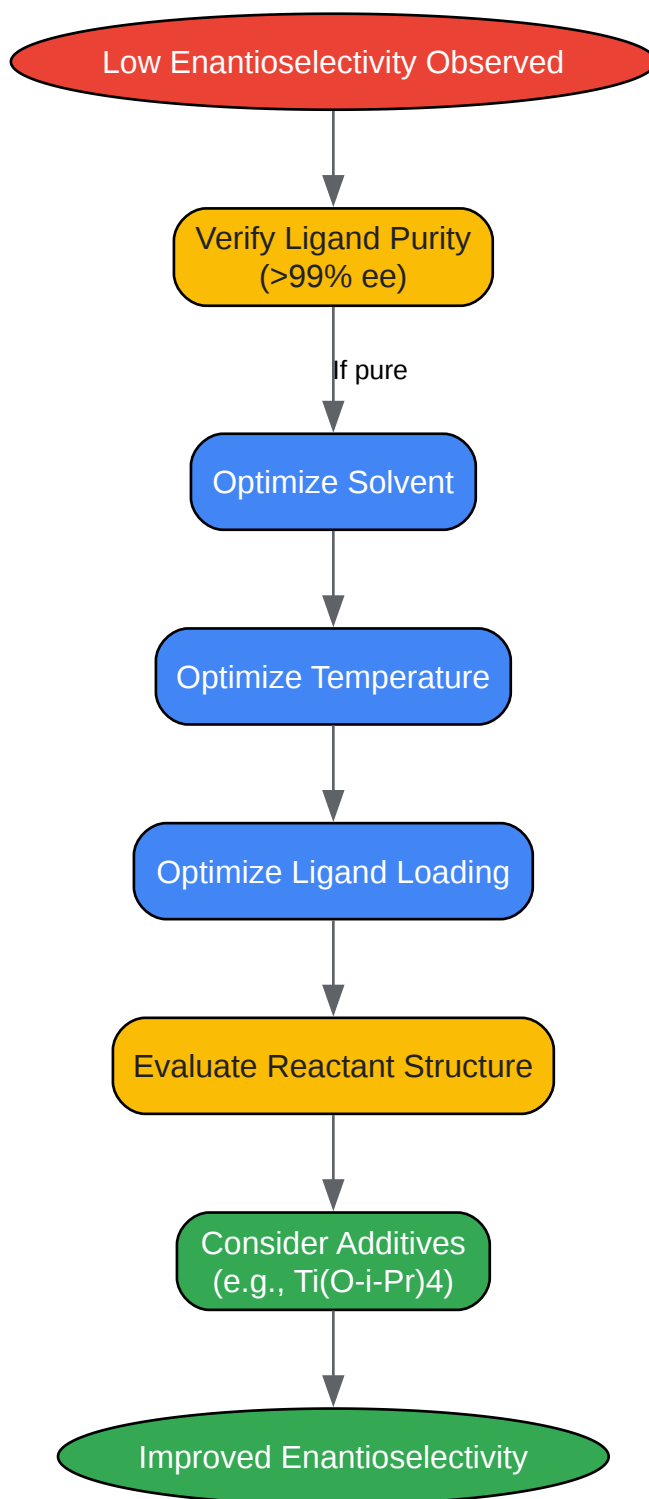 Low Enantioselectivity Observed
Verify Ligand Purity
(>99% ee)
If pure
Optimize Solvent
Optimize Temperature
Optimize Ligand Loading
Evaluate Reactant Structure
Consider Additives
(e.g., Ti(O-i-Pr)4)
Improved Enantioselectivity